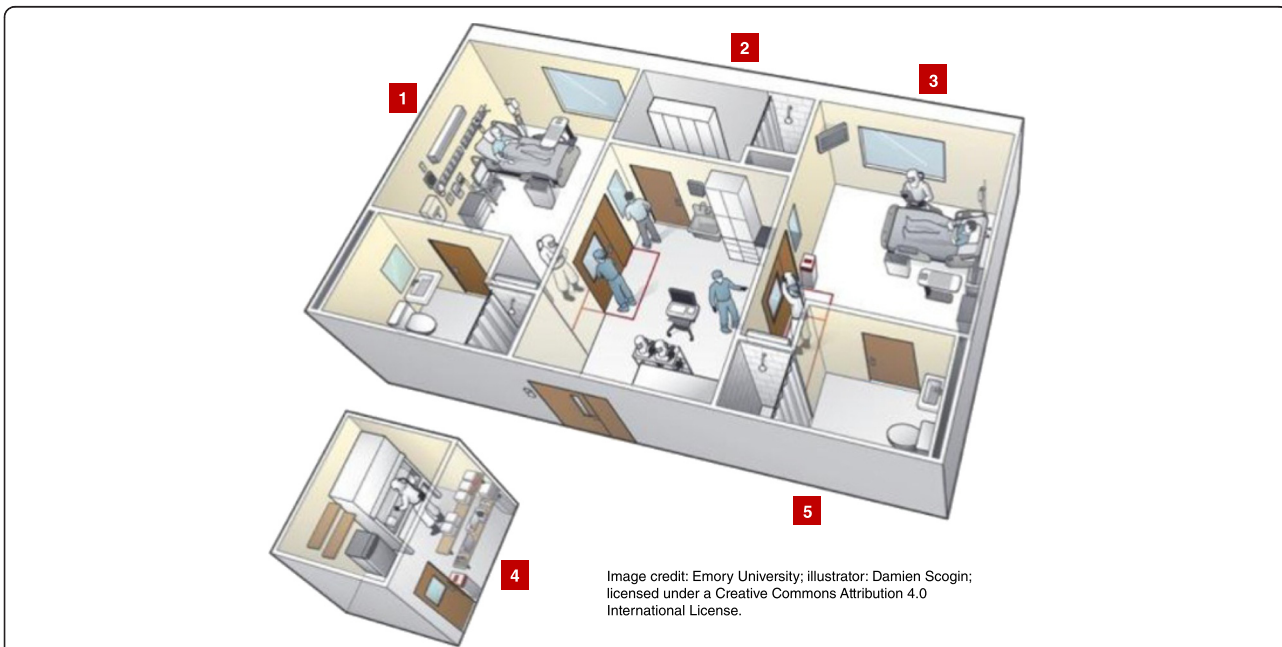 1
2
3
4
5
Image credit: Emory University; illustrator: Damien Scogin;
licensed under a Creative Commons Attribution 4.0
International License.